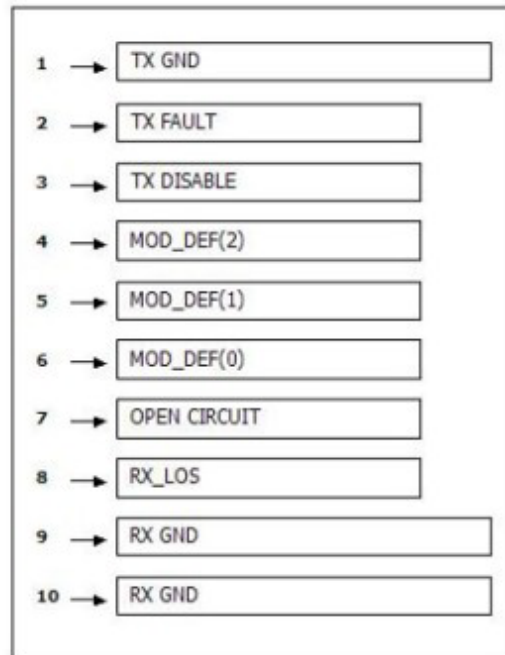 1 TX GND
2 TX FAULT
3 TX DISABLE
4 MOD_DEF(2)
5 MOD_DEF(1)
6 MOD_DEF(0)
7 OPEN CIRCUIT
8 RX_LOS
9 RX GND
10 RX GND